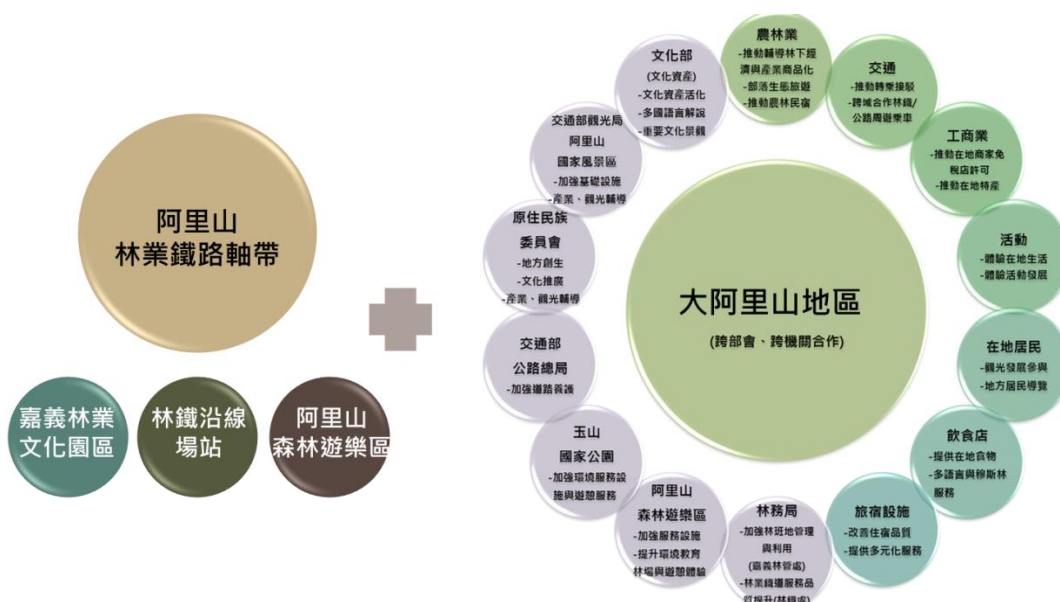 阿里山
林業鐵路軸帶
嘉義林業
文化園區
林鐵沿線
場站
阿里山
森林遊樂區
大阿里山地區
(跨部會、跨機關合作)
農林業
-推動輔導林下經
濟與產業商品化
-部落生態旅遊
-推動農林民宿
交通
-推動轉乘接駁
-跨域合作林鐵/
公路周遊乘車
工商業
-推動在地商家免
稅店許可
-推動在地特產
活動
-體驗在地生活
-體驗活動發展
在地居民
-觀光發展參與
-地方居民導覽
飲食店
-提供在地食物
-多語言與穆斯林
服務
旅宿設施
-改善住宿品質
-提供多元化服務
林務局
-加強林班地管理
與利用
(嘉義林管處)
-林業鐵道服務品
質提升(林鐵處)
阿里山
森林遊樂區
-加強服務設施
-提升環境教育
林場與遊憩體驗
玉山
國家公園
-加強環境服務設
施與遊憩服務
交通部
公路總局
-加強道路養護
原住民族
委員會
-地方創生
-文化推廣
-產業、觀光輔導
交通部觀光局
阿里山
國家風景區
-加強基礎設施
-產業、觀光輔導
文化部
(文化資產)
-文化資產活化
-多國語言解說
-重要文化景觀